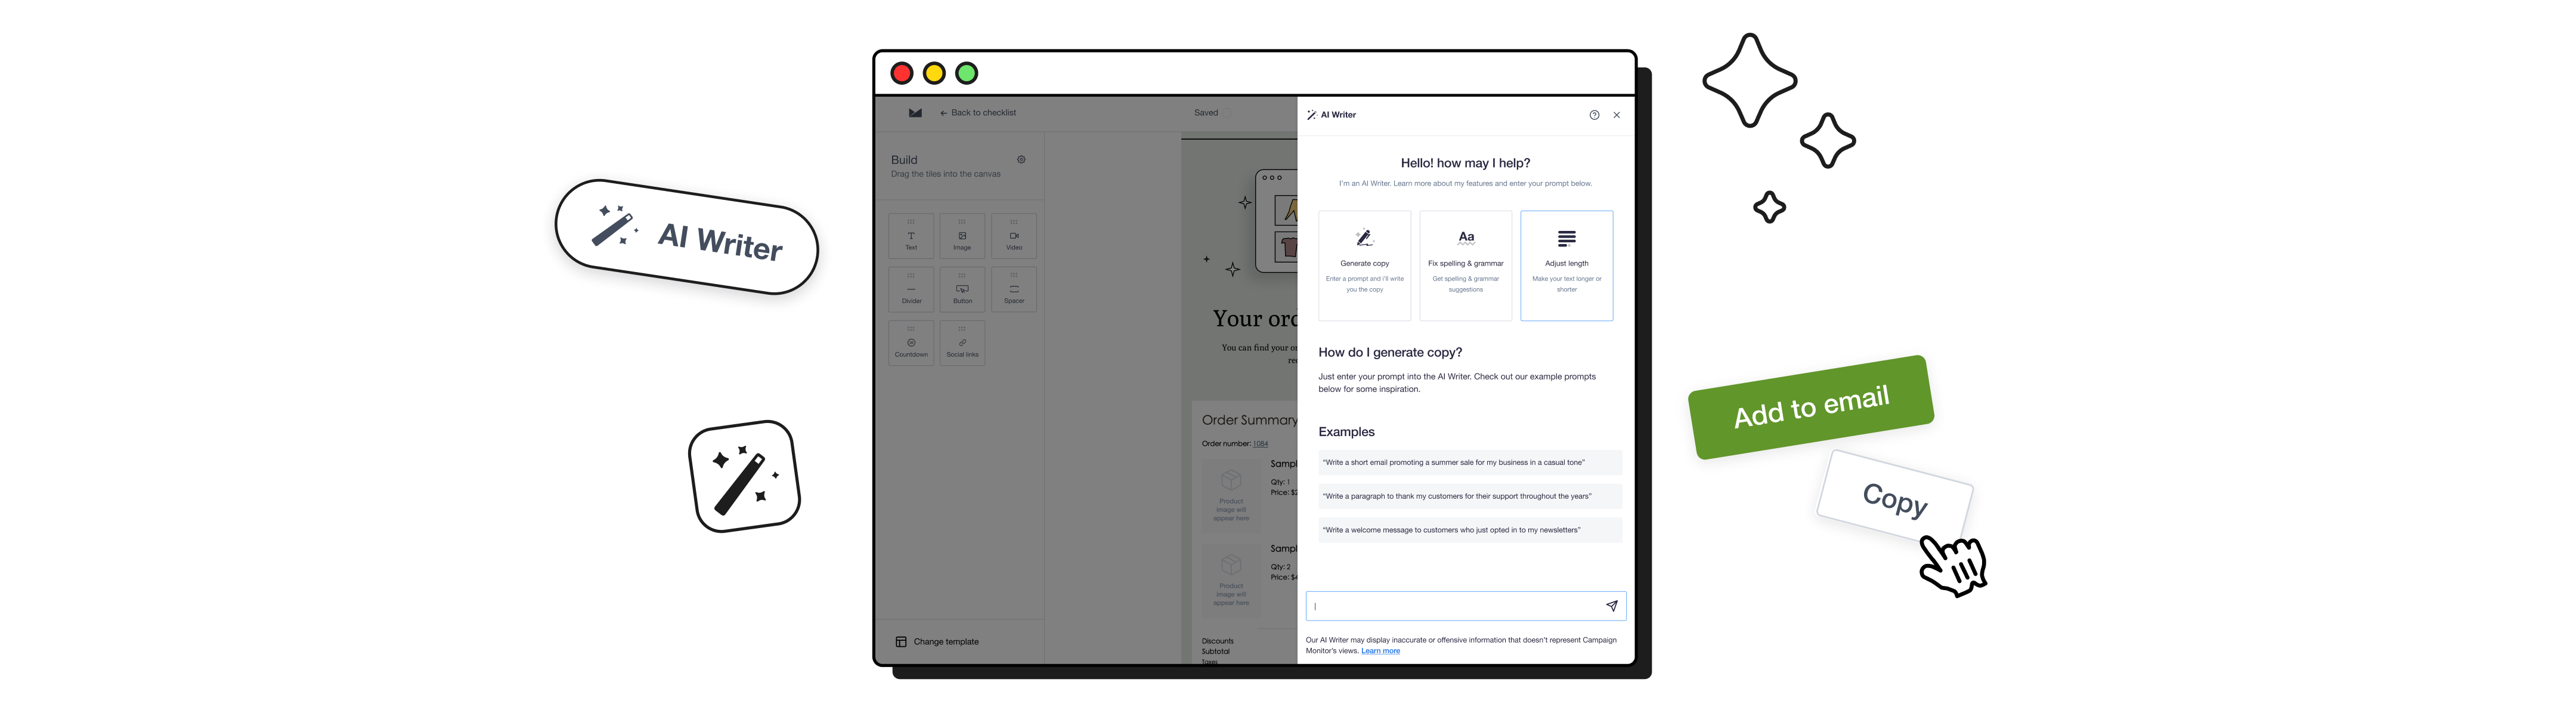 AI Writer
Back to checklist
Saved
Build
Drag the tiles into the canvas
Text
Image
Video
Divider
Button
Spacer
Countdown
Social links
Change template
Your
You can find your
Order Summary
Order number: 1084
Product
image will
appear here
Qty: 1
Price:
Product
image will
appear here
Qty: 2
Price:
Discounts
Subtotal
Taxes
AI Writer
Hello! how may I help?
I'm an AI Writer. Learn more about my features and enter your prompt below.
Generate copy
Enter a prompt and i'll write
you the copy
Aa
Fix spelling & grammar
Get spelling & grammar
suggestions
Adjust length
Make your text longer or
shorter
How do I generate copy?
Just enter your prompt into the AI Writer. Check out our example prompts
below for some inspiration.
Examples
“Write a short email promoting a summer sale for my business in a casual tone”
“Write a paragraph to thank my customers for their support throughout the years”
“Write a welcome message to customers who just opted in to my newsletters”
Our AI Writer may display inaccurate or offensive information that doesn't represent Campaign
Monitor's views. Learn more
Add to email
Copy